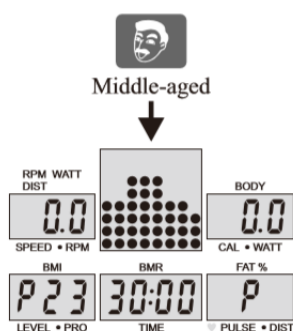 Middle-aged
RPM WATT
DIST
BODY
0.0
0.0
SPEED • RPM
CAL • WATT
BMI
BMR
FAT %
P23
30:00
P
LEVEL • PRO
TIME
♥ PULSE • DIST